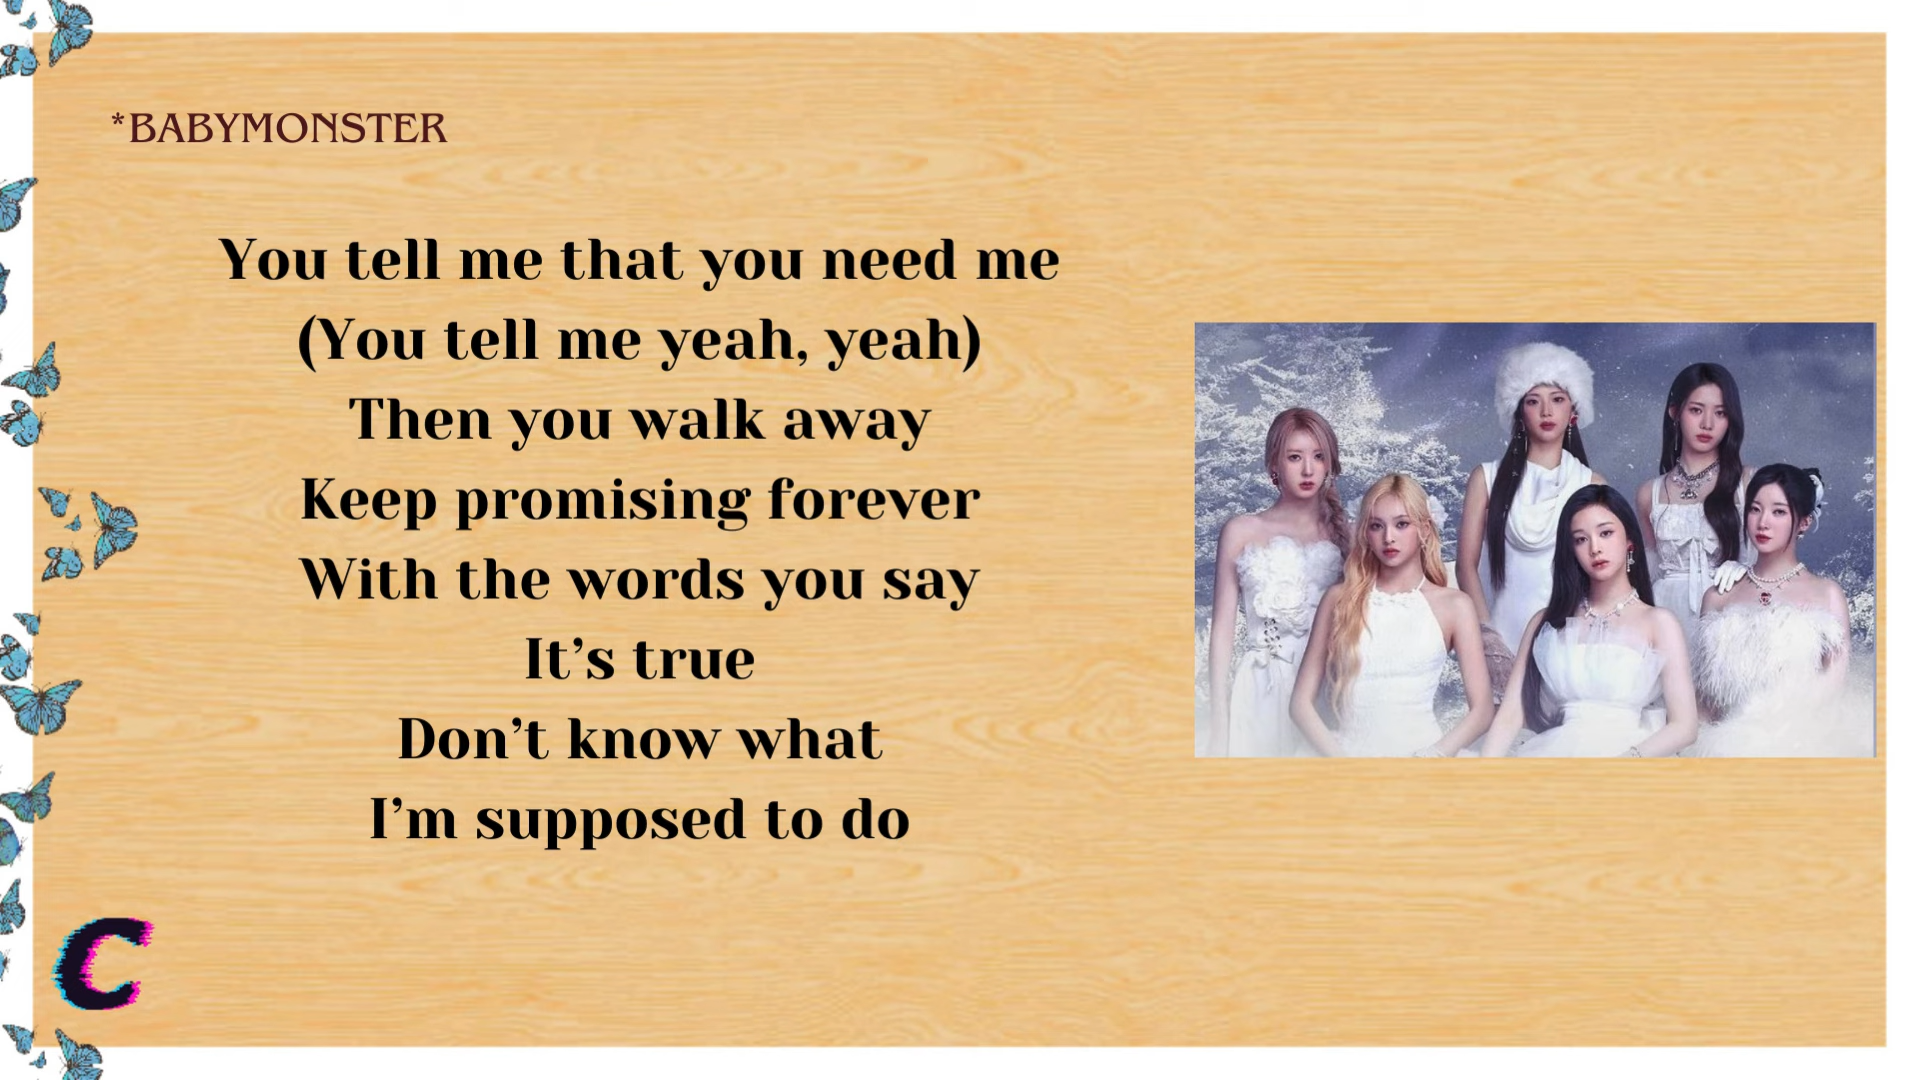 *BABYMONSTER
You tell me that you need me
(You tell me yeah, yeah)
Then you walk away
Keep promising forever
With the words you say
It’s true
Don’t know what
I’m supposed to do
C